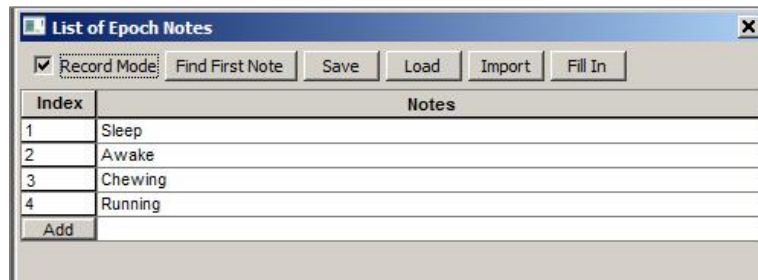 List of Epoch Notes
Record Mode Find First Note Save Load Import Fill In
Index Notes
1 Sleep
2 Awake
3 Chewing
4 Running
Add